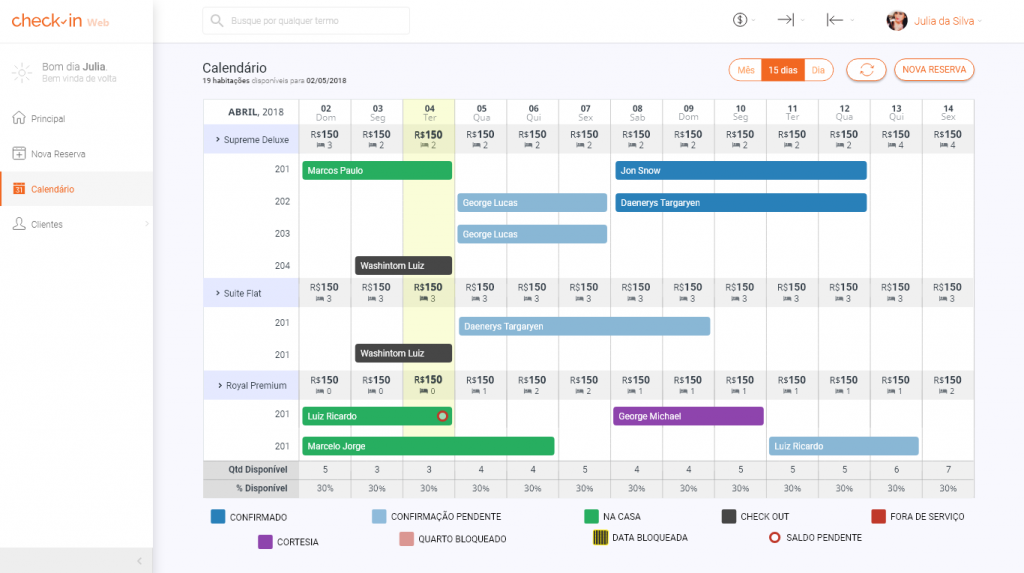 check-in Web
Busque por qualquer termo
$
Julia da Silva
Bom dia Julia.
Bem vinda de volta
Principal
Nova Reserva
31 Calendário
Clientes
Calendário
19 habitações disponíveis para 02/05/2018
Mês 15 dias Dia
NOVA RESERVA
ABRIL, 2018 02 03 04 05 06 07 08 09 10 11 12 13 14
Dom Seg Ter Qua Qui Sex Sab Dom Seg Ter Qua Qui Sex
Supreme Deluxe R$150 R$150 R$150 R$150 R$150 R$150 R$150 R$150 R$150 R$150 R$150 R$150 R$150
3 2 2 2 2 2 2 2 2 2 2 4 4
201 Marcos Paulo Jon Snow
202 George Lucas Daenerys Targaryen
203 George Lucas
204 Washintom Luiz
Suite Flat R$150 R$150 R$150 R$150 R$150 R$150 R$150 R$150 R$150 R$150 R$150 R$150 R$150
3 3 3 3 3 3 3 3 3 3 3 3 3
201 Daenerys Targaryen
201 Washintom Luiz
Royal Premium R$150 R$150 R$150 R$150 R$150 R$150 R$150 R$150 R$150 R$150 R$150 R$150 R$150
0 0 0 1 2 2 1 1 1 1 1 1 2
201 Luiz Ricardo George Michael
201 Marcelo Jorge Luiz Ricardo
Qtd Disponível 5 3 3 4 4 5 4 4 5 5 5 6 7
% Disponível 30% 30% 30% 30% 30% 30% 30% 30% 30% 30% 30% 30% 30%
CONFIRMADO CONFIRMAÇÃO PENDENTE NA CASA CHECK OUT FORA DE SERVIÇO
CORTESIA QUARTO BLOQUEADO DATA BLOQUEADA SALDO PENDENTE